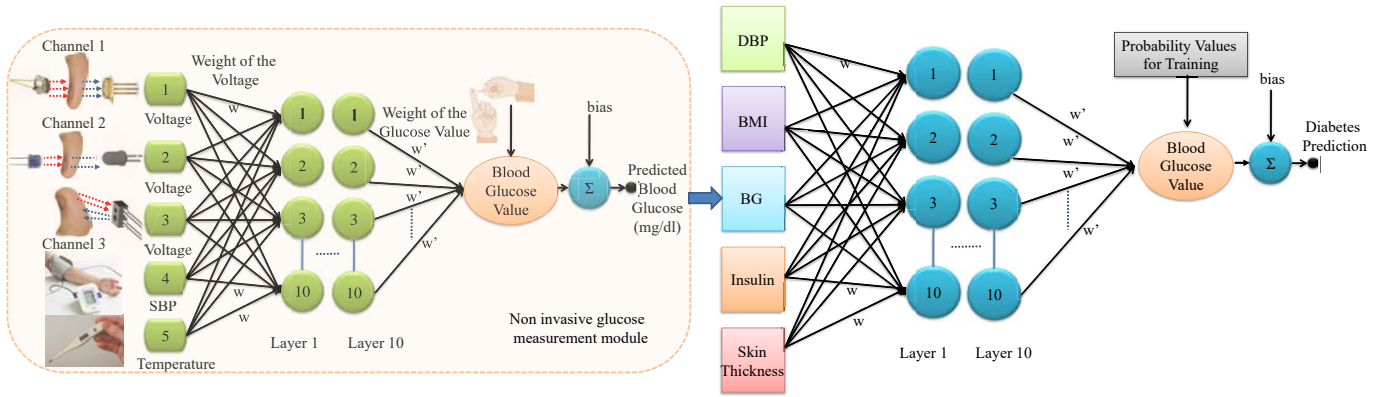 Channel 1
Weight of the
Voltage
1
Voltage
w
Channel 2
2
Voltage
3
Voltage
Channel 3
4
SBP
w
5
w
Temperature
1
2
3
10
Layer 1
.......
1
2
3
10
Layer 10
Weight of the
Glucose Value
w'
w'
w'
w'
Blood
Glucose
Value
bias
Σ
Predicted
Blood
Glucose
(mg/dl)
Non invasive glucose
measurement module
DBP
BMI
BG
Insulin
Skin
Thickness
w
w
w
1
2
3
10
Layer 1
........
1
2
3
10
Layer 10
w'
w'
w'
w'
Probability Values
for Training
Blood
Glucose
Value
bias
Σ
Diabetes
Prediction